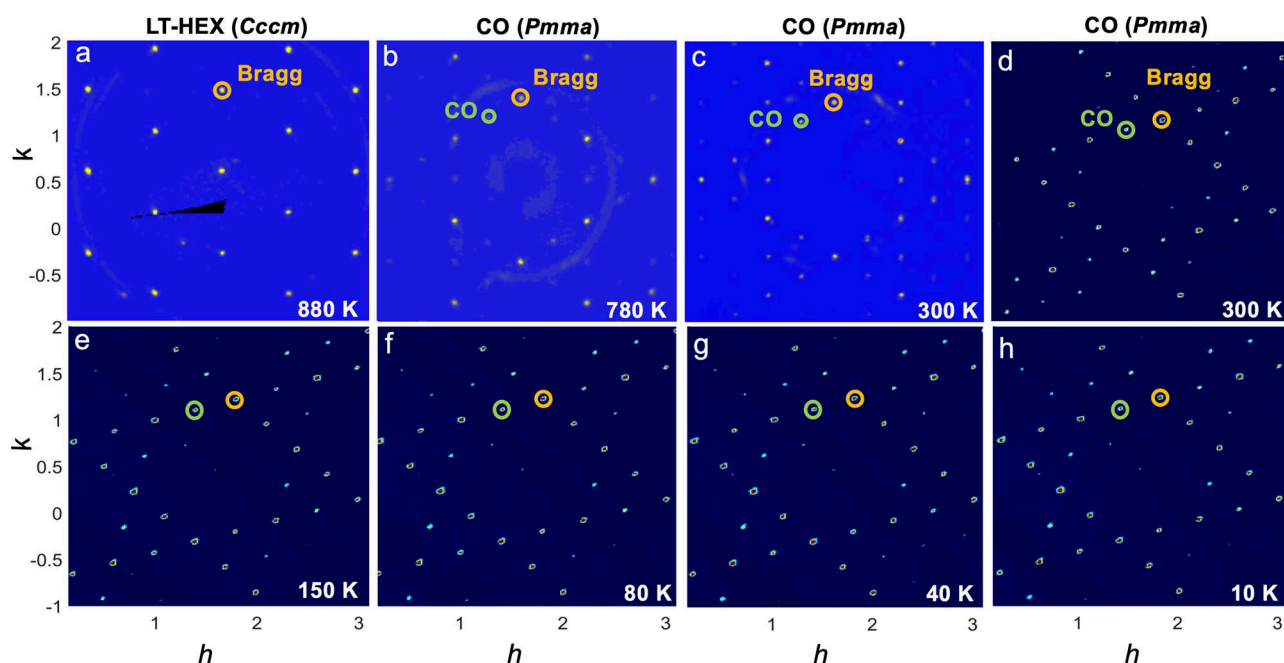 LT-HEX (Cccm) CO (Pmma) CO (Pmma) CO (Pmma)
a b c d
Bragg Bragg Bragg Bragg
CO CO CO
2
1.5
1
k
0.5
0
-0.5
880 K 780 K 300 K 300 K
e f g h
2
1.5
1
k
0.5
0
-0.5
-1
150 K 80 K 40 K 10 K
1 2 3 1 2 3 1 2 3 1 2 3
h h h h